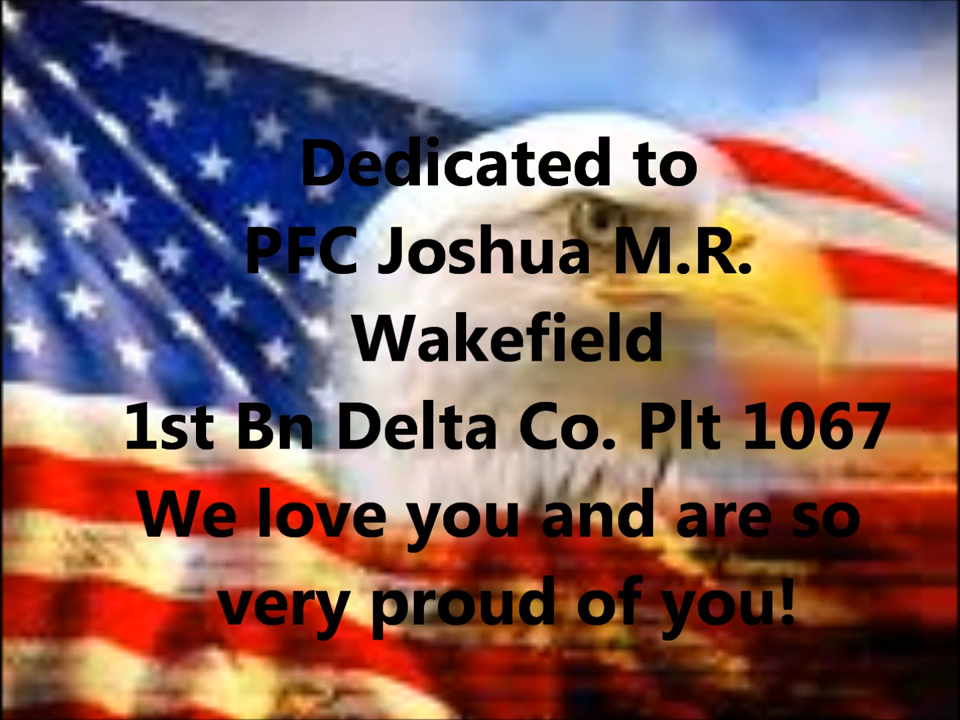 Dedicated to
PFC Joshua M.R.
Wakefield
1st Bn Delta Co. Plt 1067
We love you and are so
very proud of you!